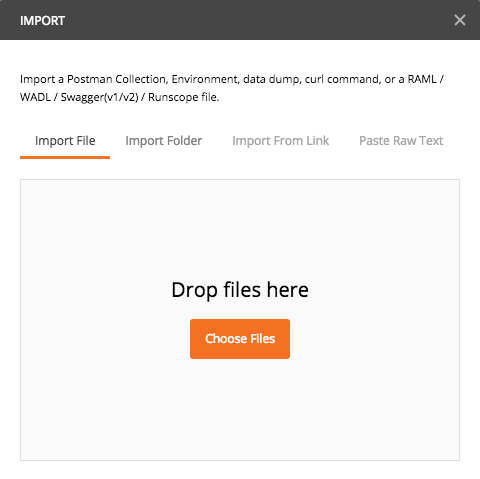 IMPORT
Import a Postman Collection, Environment, data dump, curl command, or a RAML /
WADL / Swagger(v1/v2) / Runscope file.
Import File Import Folder Import From Link Paste Raw Text
Drop files here
Choose Files